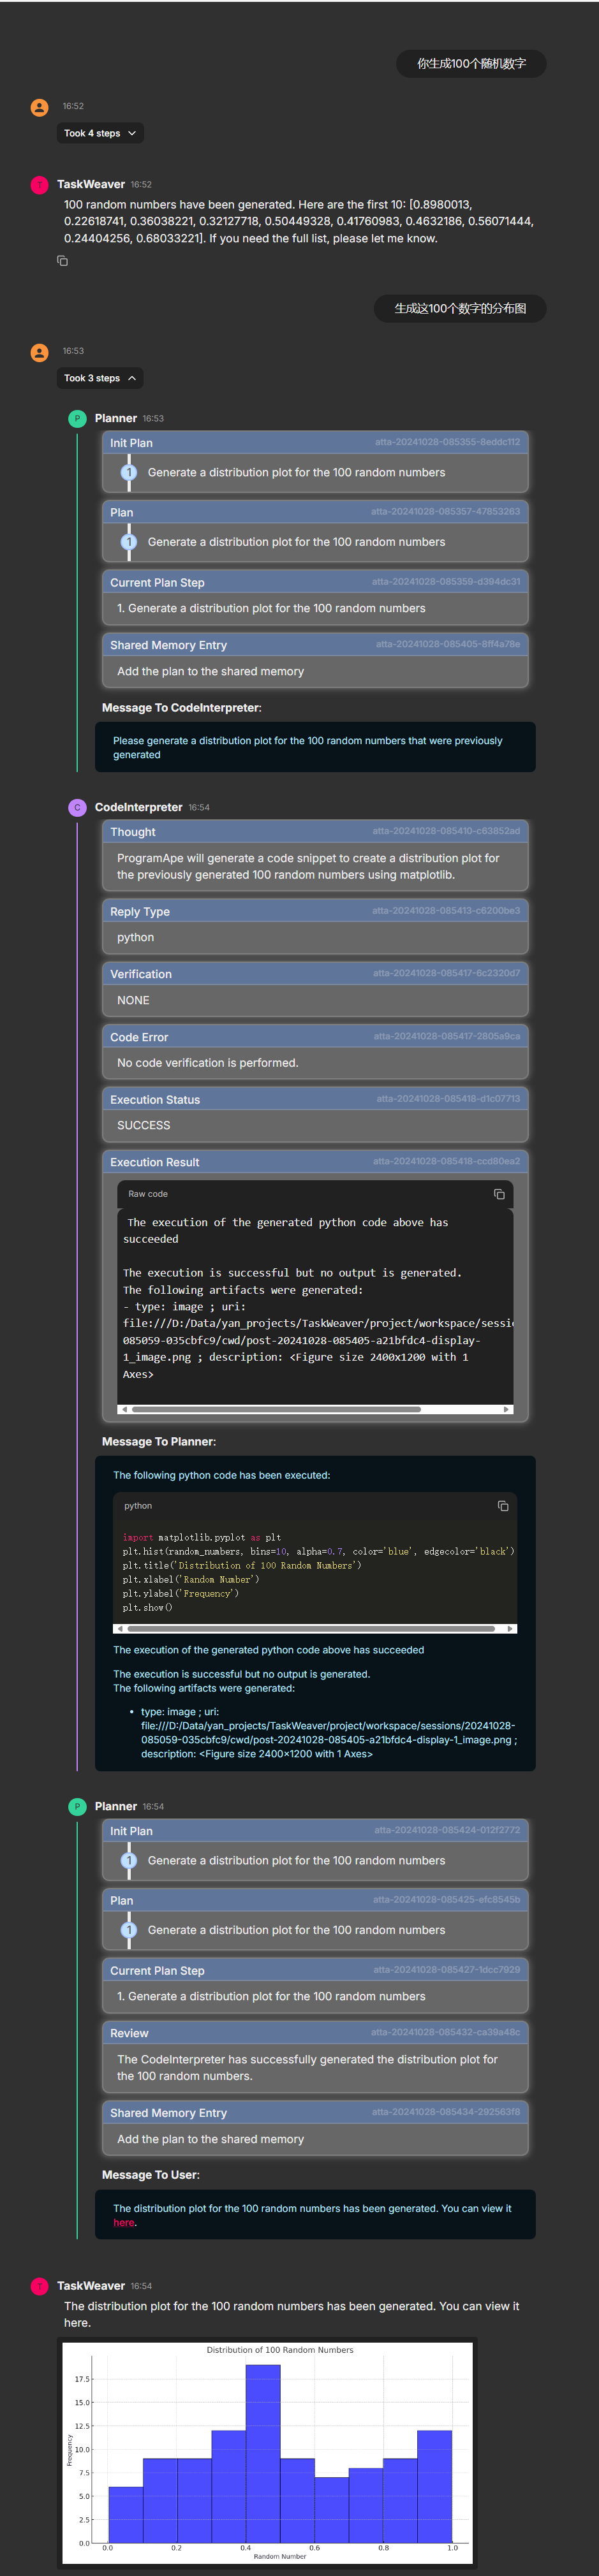 你生成100个随机数字
16:52
Took 4 steps
T
TaskWeaver 16:52
100 random numbers have been generated. Here are the first 10: [0.8980013,
0.22618741, 0.36038221, 0.32127718, 0.50449328, 0.41760983, 0.4632186, 0.56071444,
0.24404256, 0.68033221]. If you need the full list, please let me know.
生成这100个数字的分布图
16:53
Took 3 steps
P
Planner 16:53
Init Plan atta-20241028-085355-8eddc112
1 Generate a distribution plot for the 100 random numbers
Plan atta-20241028-085357-47853263
1 Generate a distribution plot for the 100 random numbers
Current Plan Step atta-20241028-085359-d394dc31
1. Generate a distribution plot for the 100 random numbers
Shared Memory Entry atta-20241028-085405-8ff4a78e
Add the plan to the shared memory
Message To CodeInterpreter:
Please generate a distribution plot for the 100 random numbers that were previously
generated
C
CodeInterpreter 16:54
Thought atta-20241028-085410-c63852ad
ProgramApe will generate a code snippet to create a distribution plot for
the previously generated 100 random numbers using matplotlib.
Reply Type atta-20241028-085413-c6200be3
python
Verification atta-20241028-085417-6c2320d7
NONE
Code Error atta-20241028-085417-2805a9ca
No code verification is performed.
Execution Status atta-20241028-085418-d1c07713
SUCCESS
Execution Result atta-20241028-085418-ccd80ea2
Raw code
The execution of the generated python code above has
succeeded
The execution is successful but no output is generated.
The following artifacts were generated:
- type: image ; uri:
file:///D:/Data/yan_projects/TaskWeaver/project/workspace/sessi
085059-035cbfc9/cwd/post-20241028-085405-a21bfdc4-display-
1_image.png ; description: <Figure size 2400x1200 with 1
Axes>
Message To Planner:
The following python code has been executed:
python
import matplotlib.pyplot as plt
plt.hist(random_numbers, bins=10, alpha=0.7, color='blue', edgecolor='black')
plt.title('Distribution of 100 Random Numbers')
plt.xlabel('Random Number')
plt.ylabel('Frequency')
plt.show()
The execution of the generated python code above has succeeded
The execution is successful but no output is generated.
The following artifacts were generated:
• type: image ; uri:
file:///D:/Data/yan_projects/TaskWeaver/project/workspace/sessions/20241028-
085059-035cbfc9/cwd/post-20241028-085405-a21bfdc4-display-1_image.png ;
description: <Figure size 2400×1200 with 1 Axes>
P
Planner 16:54
Init Plan atta-20241028-085424-012f2772
1 Generate a distribution plot for the 100 random numbers
Plan atta-20241028-085425-efc8545b
1 Generate a distribution plot for the 100 random numbers
Current Plan Step atta-20241028-085427-1dcc7929
1. Generate a distribution plot for the 100 random numbers
Review atta-20241028-085432-ca39a48c
The CodeInterpreter has successfully generated the distribution plot for
the 100 random numbers.
Shared Memory Entry atta-20241028-085434-292563f8
Add the plan to the shared memory
Message To User:
The distribution plot for the 100 random numbers has been generated. You can view it
here.
T
TaskWeaver 16:54
The distribution plot for the 100 random numbers has been generated. You can view it
here.
Distribution of 100 Random Numbers
17.5
15.0
12.5
10.0
7.5
5.0
2.5
0.0
Frequency
0.0 0.2 0.4 0.6 0.8 1.0
Random Number